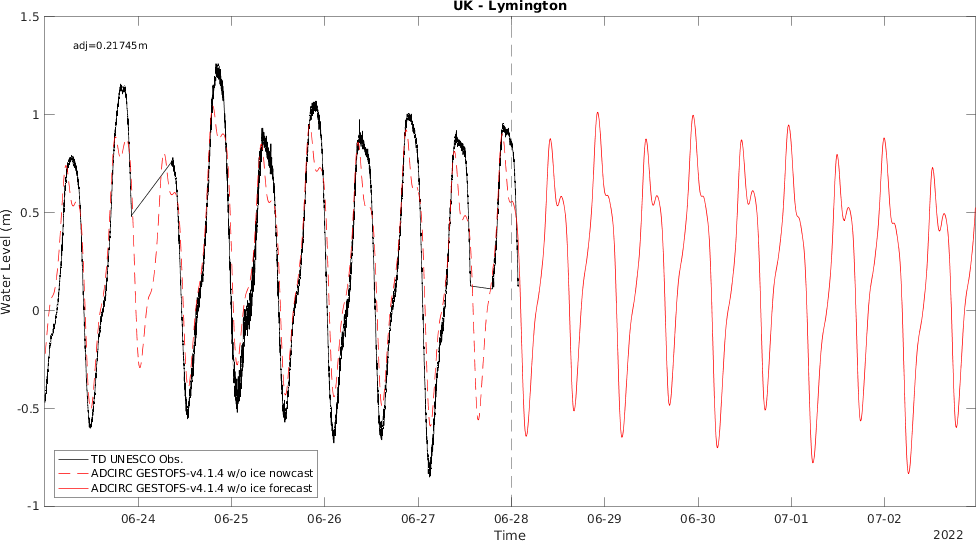 UK - Lymington
adj=0.21745m
1.5
1
0.5
0
-0.5
-1
Water Level (m)
TD UNESCO Obs.
ADCIRC GESTOFS-v4.1.4 w/o ice nowcast
ADCIRC GESTOFS-v4.1.4 w/o ice forecast
06-24 06-25 06-26 06-27 06-28 06-29 06-30 07-01 07-02
Time
2022